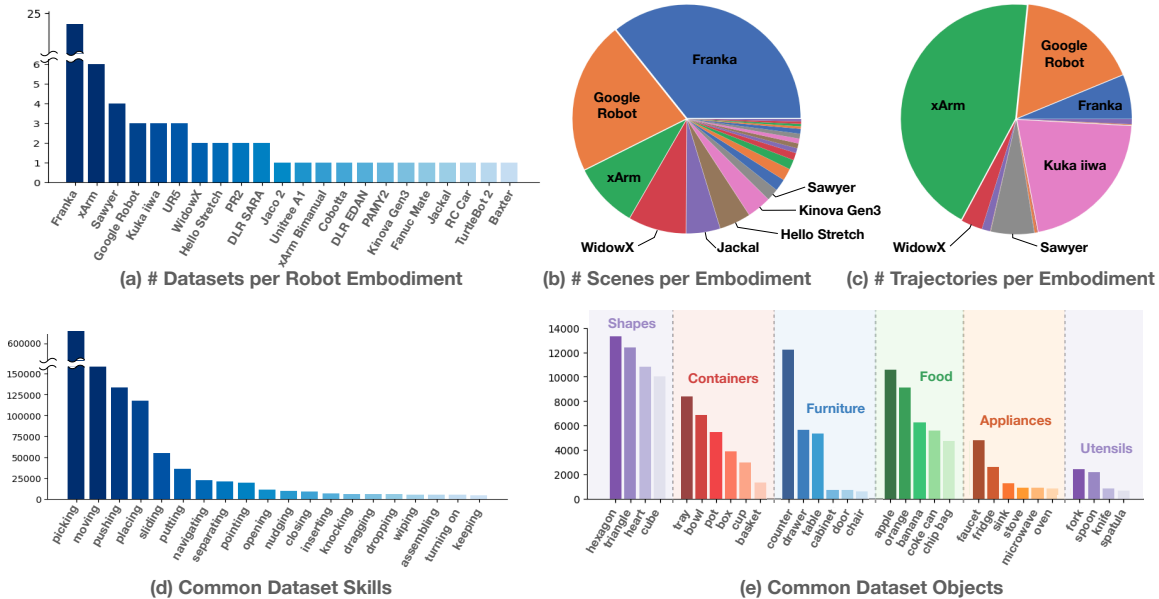 25
6
5
4
3
2
1
0
Franka
xArm
Sawyer
Google Robot
Kuka iiwa
UR5
WidowX
Hello Stretch
PR2
DLR SARA
Jaco 2
Unitree A1
xArm Bimanual
Cobotta
DLR EDAN
PAMY2
Kinova Gen3
Fanuc Mate
Jackal
RC Car
TurtleBot 2
Baxter
(a) # Datasets per Robot Embodiment
Franka
Google
Robot
xArm
WidowX
Jackal
Hello Stretch
Kinova Gen3
Sawyer
(b) # Scenes per Embodiment
xArm
Google
Robot
Franka
Kuka iiwa
Sawyer
WidowX
(c) # Trajectories per Embodiment
600000
150000
125000
100000
75000
50000
25000
0
picking
moving
pushing
placing
sliding
putting
navigating
separating
pointing
opening
nudging
closing
inserting
knocking
dragging
dropping
wiping
assembling
turning on
keeping
(d) Common Dataset Skills
14000
12000
10000
8000
6000
4000
2000
0
Shapes
Containers
Furniture
Food
Appliances
Utensils
hexagon
triangle
heart
cube
tray
bowl
pot
box
cup
basket
counter
drawer
table
cabinet
door
chair
apple
orange
banana
coke can
chip bag
faucet
fridge
sink
stove
microwave
oven
fork
spoon
knife
spatula
(e) Common Dataset Objects